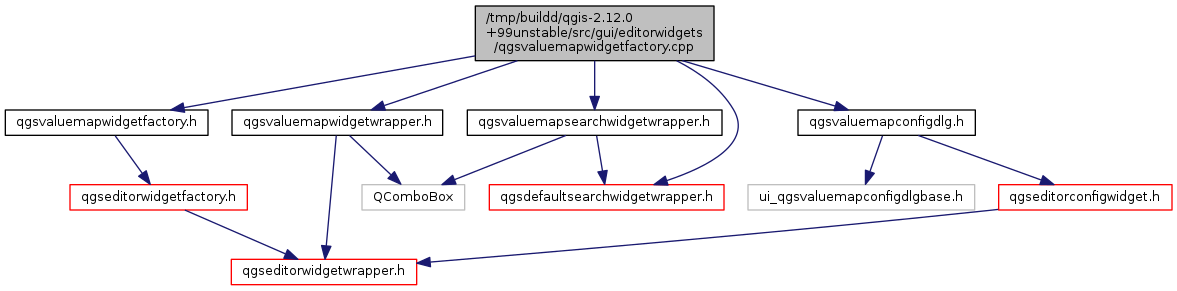 /tmp/buildd/qgis-2.12.0
+99unstable/src/gui/editorwidgets
/qgsvaluemapwidgetfactory.cpp
qgsvaluemapwidgetfactory.h
qgsvaluemapwidgetwrapper.h
qgsvaluemapsearchwidgetwrapper.h
qgsvaluemapconfigdlg.h
qgseditorwidgetfactory.h
QComboBox
qgsdefaultsearchwidgetwrapper.h
ui_qgsvaluemapconfigdlgbase.h
qgseditorconfigwidget.h
qgseditorwidgetwrapper.h